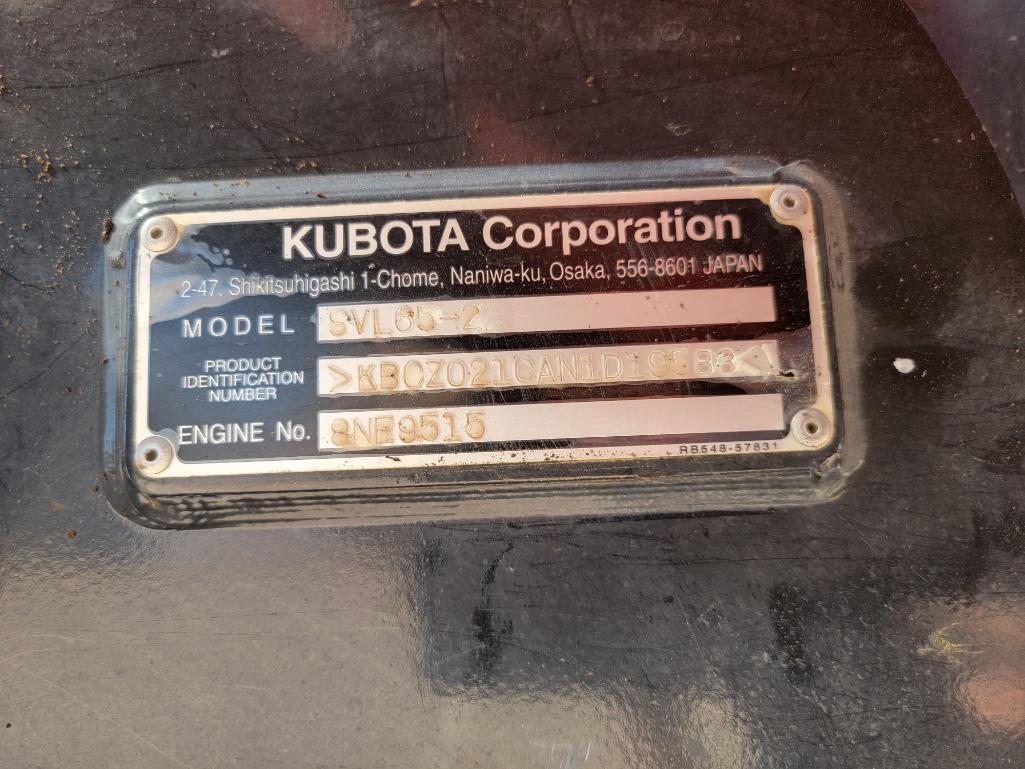 KUBOTA Corporation
2-47, Shikitsuhigashi 1-Chome, Naniwa-ku, Osaka, 556-8601 JAPAN
MODEL SVL65-2
PRODUCT
IDENTIFICATION
NUMBER
>KBCZ021CAN1D19588<
ENGINE No. 8NE9515
RB548-57831